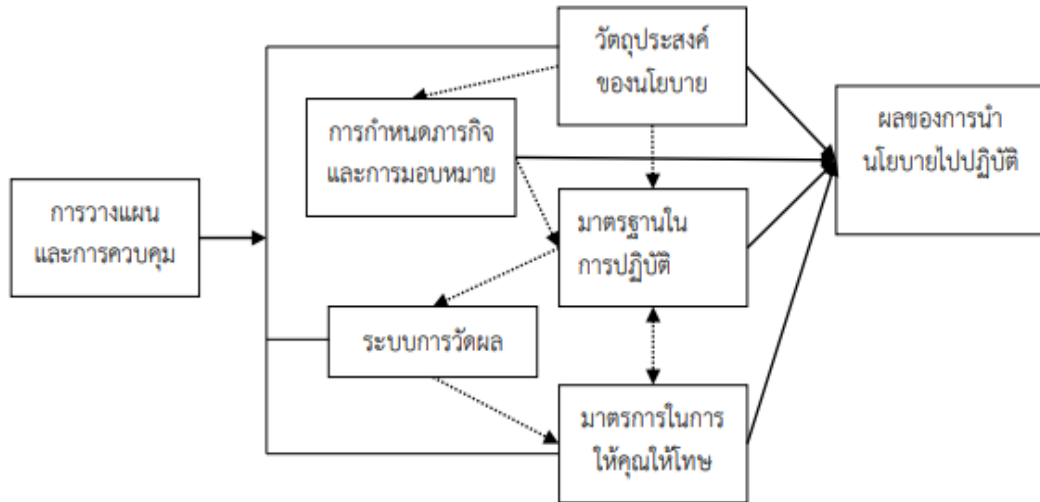 วัตถุประสงค์
ของนโยบาย
การกำหนดภารกิจ
และการมอบหมาย
ผลของการนำ
นโยบายไปปฏิบัติ
การวางแผน
และการควบคุม
มาตรฐานใน
การปฏิบัติ
ระบบการวัดผล
มาตรการในการ
ให้คุณให้โทษ